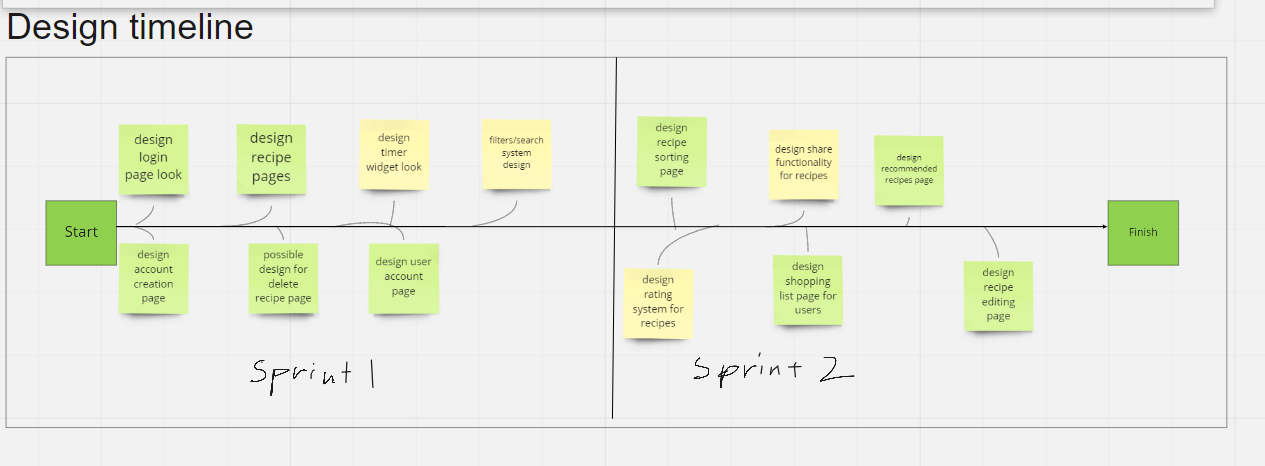 Design timeline
design
login
page look
design
recipe
pages
design
timer
widget look
filters/search
system
design
design
recipe
sorting
page
design share
functionality
for recipes
design
recommended
recipes page
Start
Finish
design
account
creation
page
possible
design for
delete
recipe page
design user
account
page
design
rating
system for
recipes
design
shopping
list page for
users
design
recipe
editing
page
Sprint 1
Sprint 2